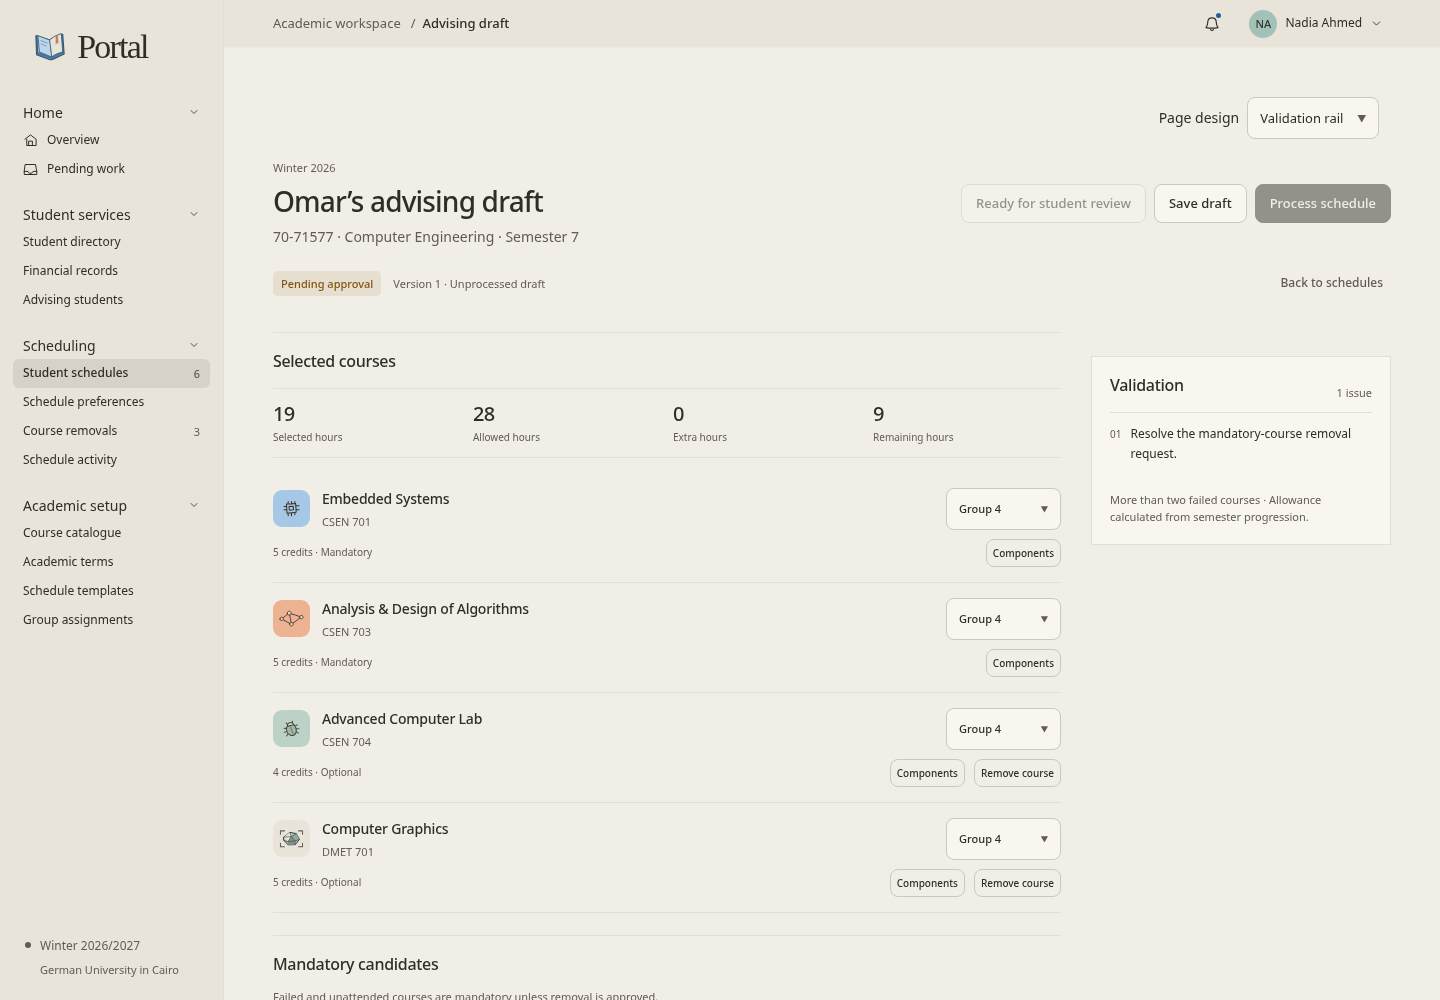 Portal
Home
Overview
Pending work
Student services
Student directory
Financial records
Advising students
Scheduling
Student schedules 6
Schedule preferences
Course removals 3
Schedule activity
Academic setup
Course catalogue
Academic terms
Schedule templates
Group assignments
Winter 2026/2027
German University in Cairo
Academic workspace / Advising draft
NA Nadia Ahmed
Page design Validation rail
Winter 2026
Omar’s advising draft
Ready for student review Save draft Process schedule
70-71577 · Computer Engineering · Semester 7
Pending approval Version 1 · Unprocessed draft
Back to schedules
Selected courses
19 28 0 9
Selected hours Allowed hours Extra hours Remaining hours
Embedded Systems
CSEN 701
Group 4
5 credits · Mandatory
Components
Analysis & Design of Algorithms
CSEN 703
Group 4
5 credits · Mandatory
Components
Advanced Computer Lab
CSEN 704
Group 4
4 credits · Optional
Components Remove course
Computer Graphics
DMET 701
Group 4
5 credits · Optional
Components Remove course
Mandatory candidates
Failed and unattended courses are mandatory unless removal is approved.
Validation
1 issue
01 Resolve the mandatory-course removal
request.
More than two failed courses · Allowance
calculated from semester progression.